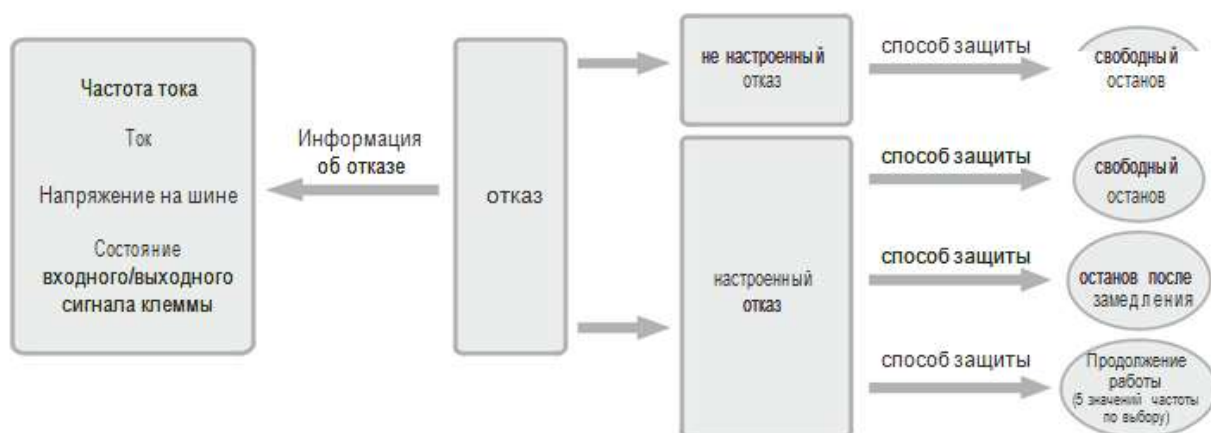 Частота тока
Ток
Напряжение на шине
Состояние
входного/выходного
сигнала клеммы
Информация
об отказе
отказ
не настроенный
отказ
способ защиты
свободный
останов
настроенный
отказ
способ защиты
свободный
останов
способ защиты
останов после
замедления
способ защиты
Продолжение
работы
(5 значений частоты
по выбору)